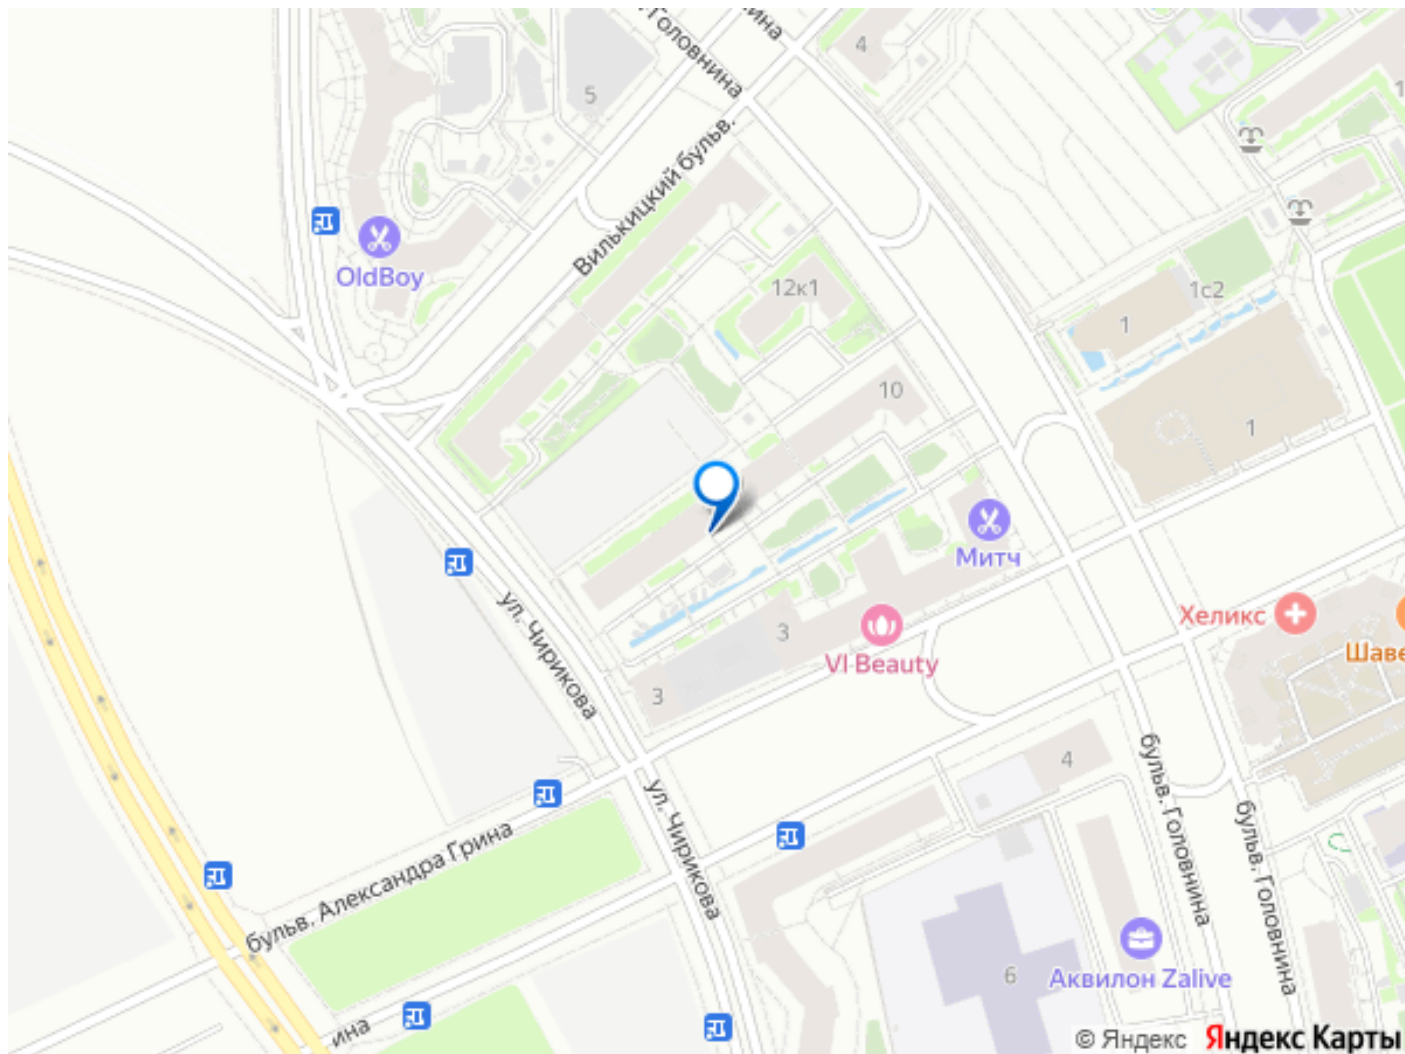 Головнина
4
5
1
Вилькицкий бульв.
OldBoy
12к1
1с2
1
10
1
Митч
ул. Чирикова
3
VI Beauty
Хеликс
Шаве
3
4
бульв. Головнина
ул. Чирикова
бульв. Головнина
бульв. Александра Грина
6
Аквилон Zalive
ина
© Яндекс Яндекс Карты